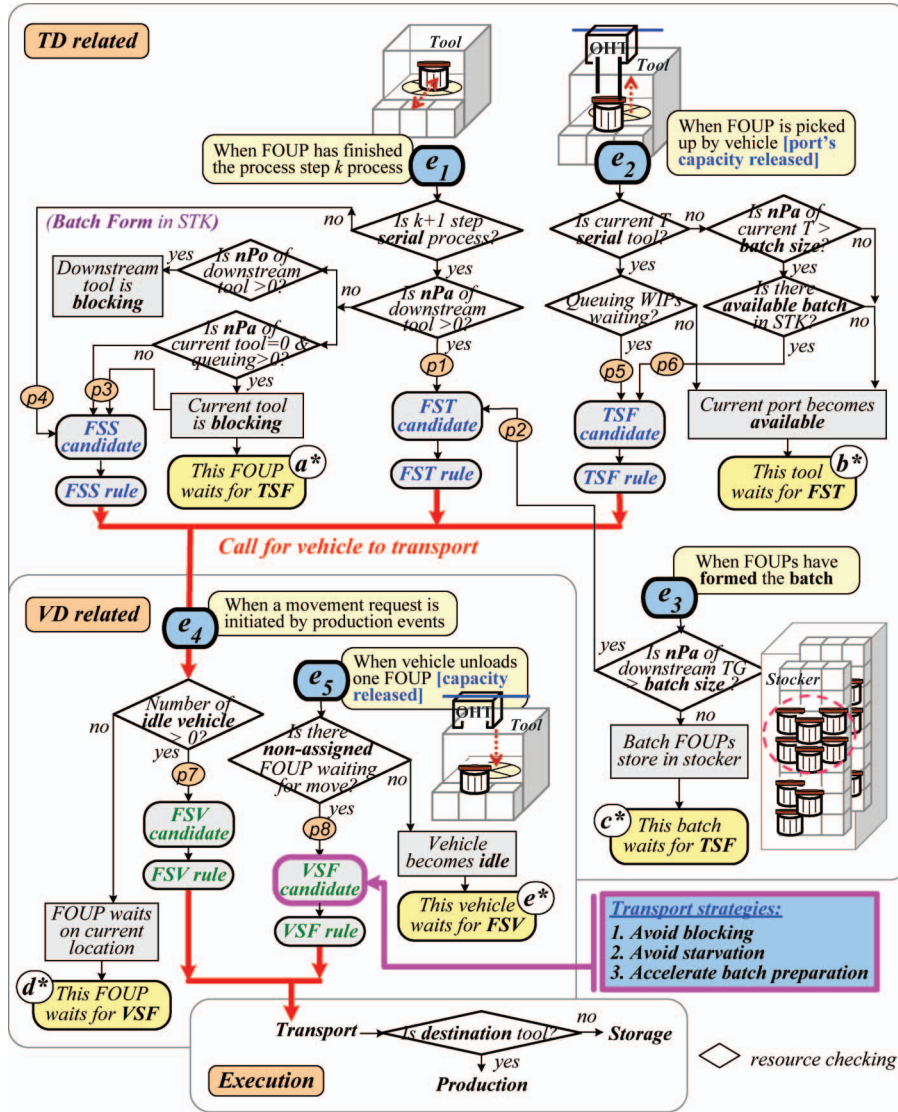 TD related
Tool
OHT
Tool
When FOUP has finished
the process step k process
e1
When FOUP is picked
up by vehicle [port's
capacity released]
e2
(Batch Form in STK)
no
Is k+1 step
serial process?
yes
Is current T
serial tool?
no
yes
Is nPa of
current T >
batch size?
no
yes
Downstream
tool is
blocking
yes
Is nPo of
downstream
tool >0?
no
Is nPa of
downstream
tool >0?
yes
Queuing WIPs
waiting?
no
yes
Is there
available batch
in STK?
no
yes
no
Is nPa of
current tool=0 &
queuing>0?
yes
p1
p2
p3
p4
p5
p6
FSS
candidate
Current tool
is blocking
FST
candidate
TSF
candidate
Current port becomes
available
FSS rule
This FOUP
waits for TSF
a*
FST rule
TSF rule
This tool
waits for FST
b*
Call for vehicle to transport
When FOUPs have
formed the batch
e3
VD related
e4
When a movement request is
initiated by production events
yes
Is nPa of
downstream TG
> batch size ?
no
Stocker
e5
When vehicle unloads
one FOUP [capacity
released]
OHT
Tool
Number of
idle vehicle
> 0?
no
yes
Is there
non-assigned
FOUP waiting
for move?
no
yes
Batch FOUPs
store in stocker
p7
p8
c*
This batch
waits for TSF
FSV
candidate
VSF
candidate
Vehicle
becomes idle
FSV rule
VSF rule
This vehicle
waits for FSV
e*
FOUP waits
on current
location
Transport strategies:
1. Avoid blocking
2. Avoid starvation
3. Accelerate batch preparation
d*
This FOUP
waits for VSF
Transport
Is destination tool?
no
Storage
yes
Production
Execution
resource checking